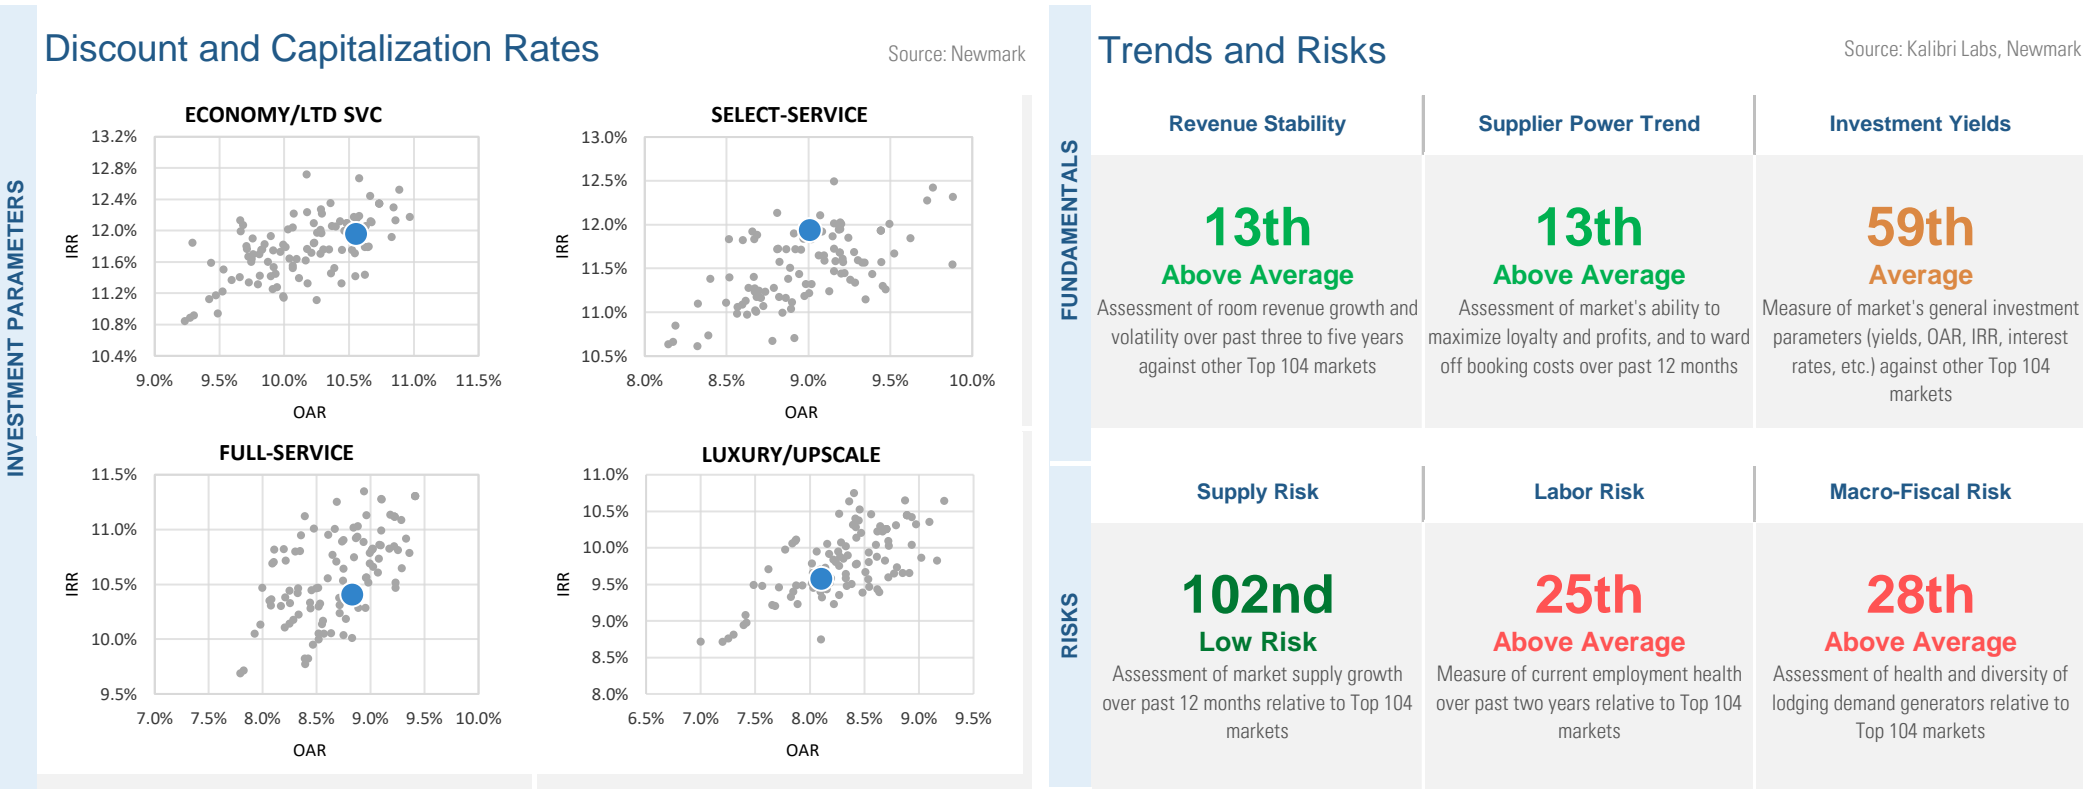 INVESTMENT PARAMETERS
Discount and Capitalization Rates
Source: Newmark
ECONOMY/LTD SVC
13.2%
12.8%
12.4%
12.0%
11.6%
11.2%
10.8%
10.4%
IRR
9.0% 9.5% 10.0% 10.5% 11.0% 11.5%
OAR
SELECT-SERVICE
13.0%
12.5%
12.0%
11.5%
11.0%
10.5%
IRR
8.0% 8.5% 9.0% 9.5% 10.0%
OAR
FULL-SERVICE
11.5%
11.0%
10.5%
10.0%
9.5%
IRR
7.0% 7.5% 8.0% 8.5% 9.0% 9.5% 10.0%
OAR
LUXURY/UPSCALE
11.0%
10.5%
10.0%
9.5%
9.0%
8.5%
8.0%
IRR
6.5% 7.0% 7.5% 8.0% 8.5% 9.0% 9.5%
OAR
Trends and Risks
Source: Kalibri Labs, Newmark
FUNDAMENTALS
Revenue Stability
13th
Above Average
Assessment of room revenue growth and
volatility over past three to five years
against other Top 104 markets
Supplier Power Trend
13th
Above Average
Assessment of market's ability to
maximize loyalty and profits, and to ward
off booking costs over past 12 months
Investment Yields
59th
Average
Measure of market's general investment
parameters (yields, OAR, IRR, interest
rates, etc.) against other Top 104
markets
RISKS
Supply Risk
102nd
Low Risk
Assessment of market supply growth
over past 12 months relative to Top 104
markets
Labor Risk
25th
Above Average
Measure of current employment health
over past two years relative to Top 104
markets
Macro-Fiscal Risk
28th
Above Average
Assessment of health and diversity of
lodging demand generators relative to
Top 104 markets